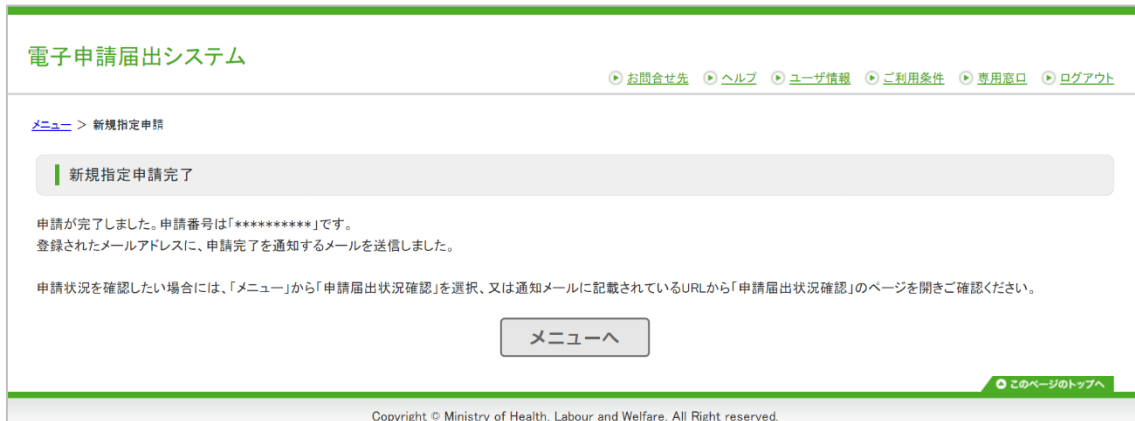 電子申請届出システム
お問合せ先 ヘルプ ユーザ情報 ご利用条件 専用窓口 ログアウト
メニュー > 新規指定申請
新規指定申請完了
申請が完了しました。申請番号は「**********」です。
登録されたメールアドレスに、申請完了を通知するメールを送信しました。
申請状況を確認したい場合には、「メニュー」から「申請届出状況確認」を選択、又は通知メールに記載されているURLから「申請届出状況確認」のページを開きご確認ください。
メニューへ
このページのトップへ
Copyright © Ministry of Health, Labour and Welfare, All Right reserved.